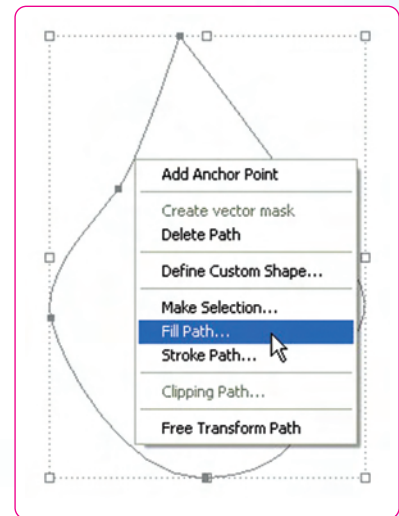 Add Anchor Point
Create vector mask
Delete Path
Define Custom Shape...
Make Selection...
Fill Path...
Stroke Path...
Clipping Path...
Free Transform Path